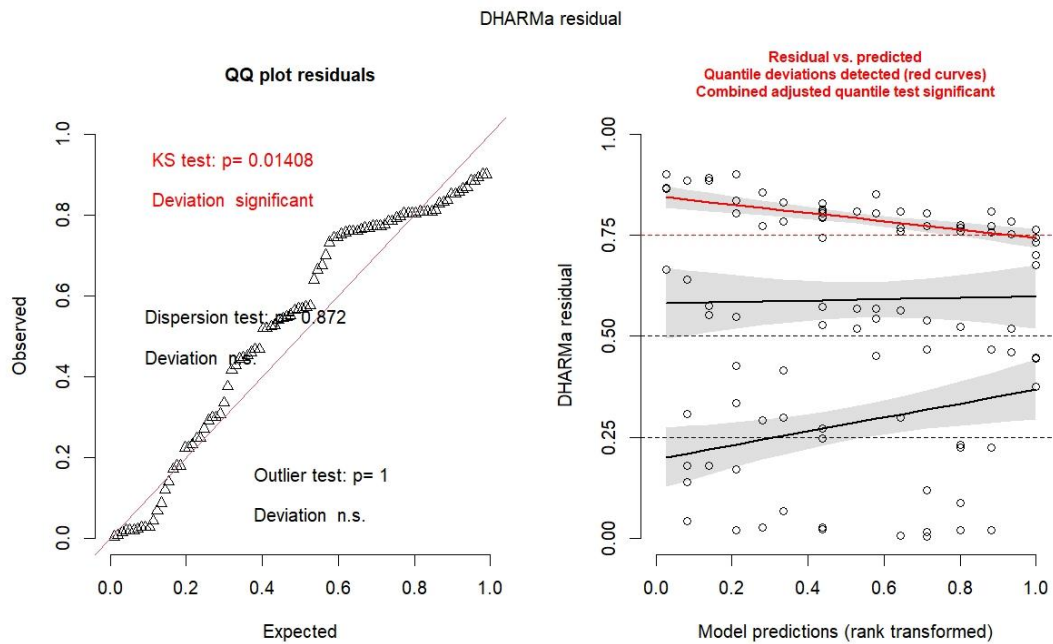 DHARMa residual
QQ plot residuals
KS test: p= 0.01408
Deviation significant
Dispersion test: p= 0.872
Deviation n.s.
Outlier test: p= 1
Deviation n.s.
Observed
0.0 0.2 0.4 0.6 0.8 1.0
0.0 0.2 0.4 0.6 0.8 1.0
Expected
Residual vs. predicted
Quantile deviations detected (red curves)
Combined adjusted quantile test significant
DHARMa residual
0.00 0.25 0.50 0.75 1.00
0.0 0.2 0.4 0.6 0.8 1.0
Model predictions (rank transformed)